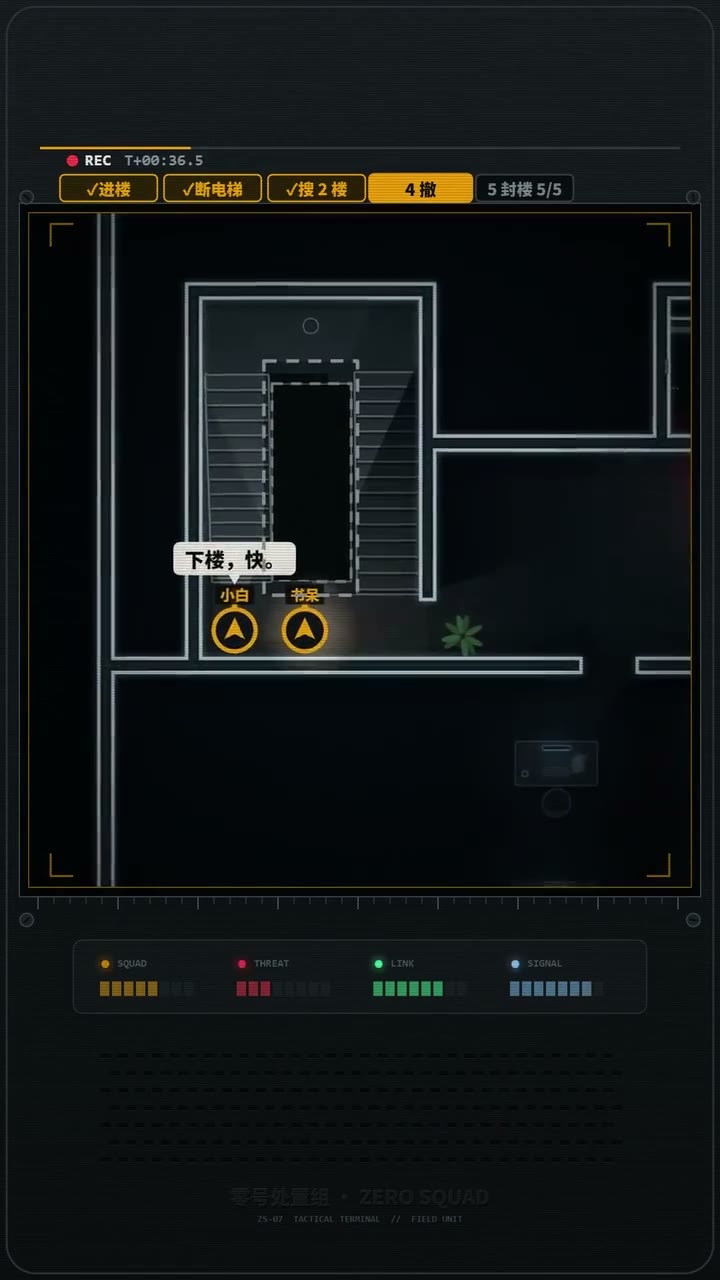 REC T+00:36.5
✓进楼 ✓断电梯 ✓搜 2 楼 4 撤 5 封楼 5/5
下楼，快。
小白 书呆
SQUAD THREAT LINK SIGNAL
零号处置组 · ZERO SQUAD
ZS-07 TACTICAL TERMINAL // FIELD UNIT